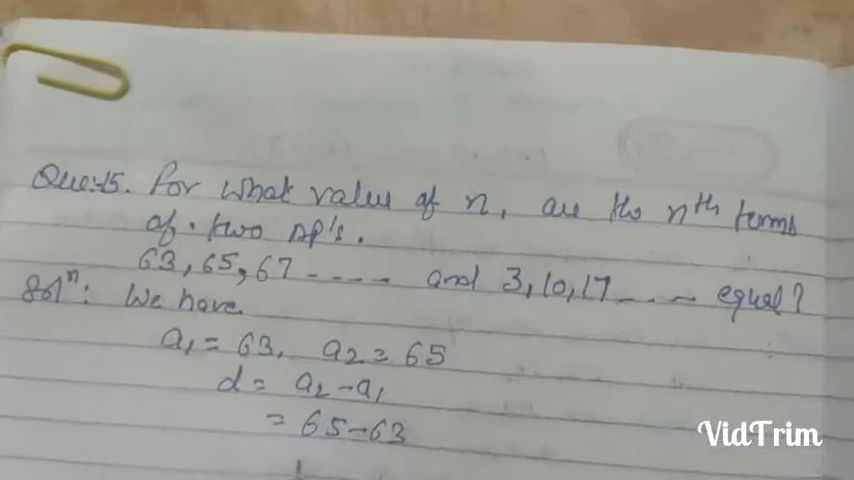 Que:-15. For what value of n, are the nth terms
of two AP's.
63, 65, 67 ----- and 3, 10, 17 ---- equal?
Solⁿ: We have
a₁ = 63, a₂ = 65
d = a₂ - a₁
= 65 - 63
VidTrim